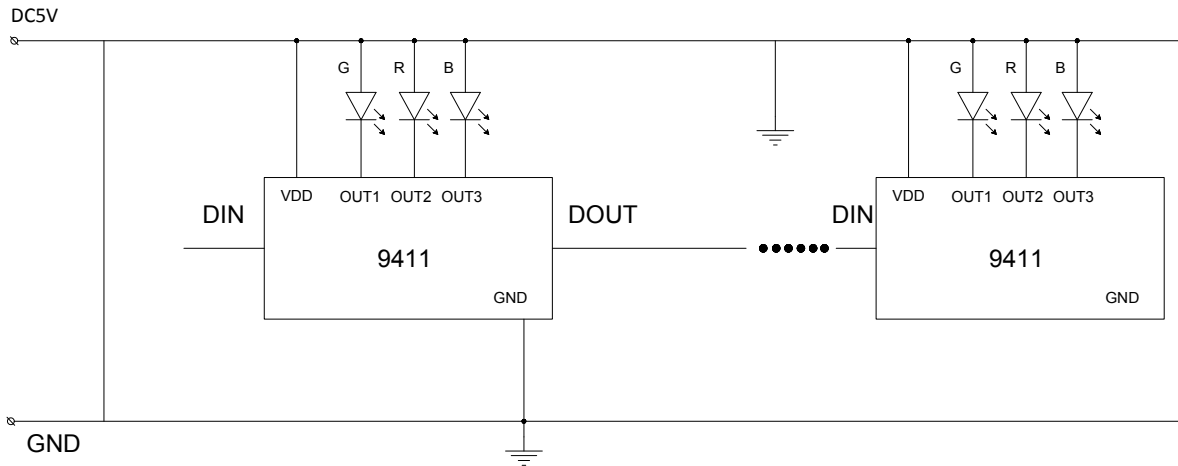 DC5V
G R B G R B
VDD OUT1 OUT2 OUT3 VDD OUT1 OUT2 OUT3
DIN DOUT DIN
9411 9411
GND GND
GND